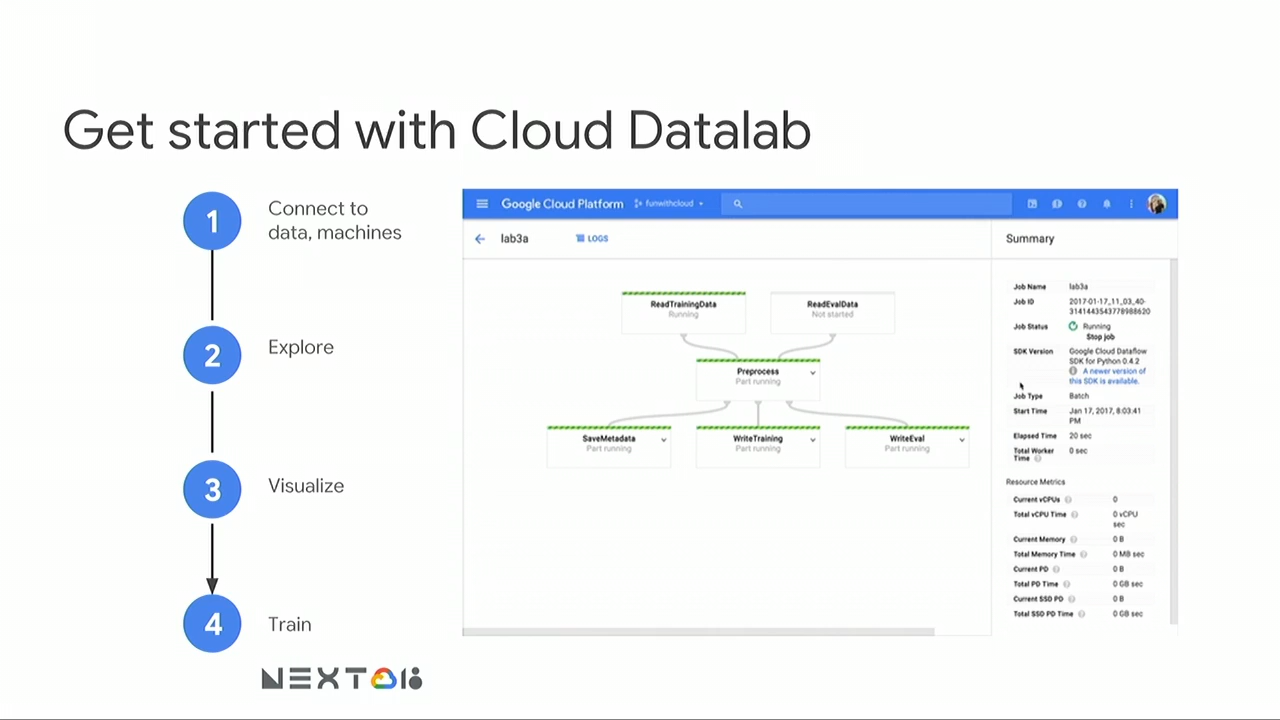 Get started with Cloud Datalab
1
Connect to
data, machines
2
Explore
3
Visualize
4
Train
NEXT 18
Google Cloud Platform
funwithcloud
lab3a
LOGS
ReadTrainingData
Running
ReadEvalData
Not started
Preprocess
Part running
SaveMetadata
Part running
WriteTraining
Part running
WriteEval
Part running
Summary
Job Name lab3a
Job ID 2017-01-17_11_03_40-
3141443543778988620
Job Status Running
Stop job
SDK Version Google Cloud Dataflow
SDK for Python 0.4.2
A newer version of
this SDK is available.
Job Type Batch
Start Time Jan 17, 2017, 8:03:41
PM
Elapsed Time 20 sec
Total Worker 0 sec
Time
Resource Metrics
Current vCPUs 0
Total vCPU Time 0 vCPU
sec
Current Memory 0 B
Total Memory Time 0 MB sec
Current PD 0 B
Total PD Time 0 GB sec
Current SSD PD 0 B
Total SSD PD Time 0 GB sec